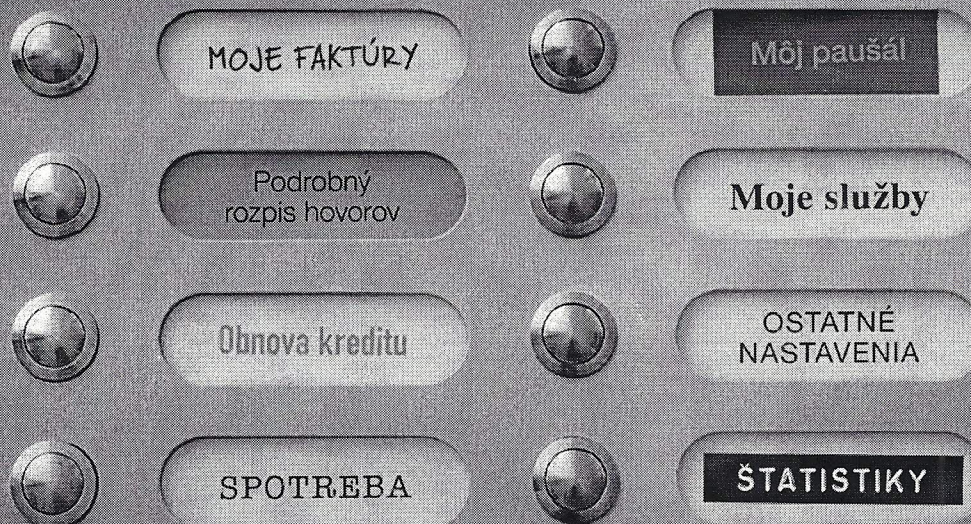 MOJE FAKTÚRY
Môj paušál
Podrobný
rozpis hovorov
Moje služby
Obnova kreditu
OSTATNÉ
NASTAVENIA
SPOTREBA
ŠTATISTIKY